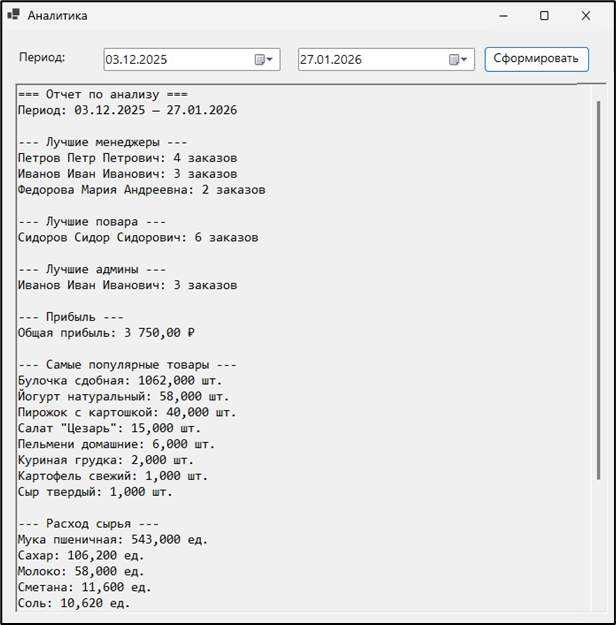 Аналитика
Период: 03.12.2025 27.01.2026 Сформировать
=== Отчет по анализу ===
Период: 03.12.2025 – 27.01.2026
--- Лучшие менеджеры ---
Петров Петр Петрович: 4 заказов
Иванов Иван Иванович: 3 заказов
Федорова Мария Андреевна: 2 заказов
--- Лучшие повара ---
Сидоров Сидор Сидорович: 6 заказов
--- Лучшие админы ---
Иванов Иван Иванович: 3 заказов
--- Прибыль ---
Общая прибыль: 3 750,00 ₽
--- Самые популярные товары ---
Булочка сдобная: 1062,000 шт.
Йогурт натуральный: 58,000 шт.
Пирожок с картошкой: 40,000 шт.
Салат "Цезарь": 15,000 шт.
Пельмени домашние: 6,000 шт.
Куриная грудка: 2,000 шт.
Картофель свежий: 1,000 шт.
Сыр твердый: 1,000 шт.
--- Расход сырья ---
Мука пшеничная: 543,000 ед.
Сахар: 106,200 ед.
Молоко: 58,000 ед.
Сметана: 11,600 ед.
Соль: 10,620 ед.